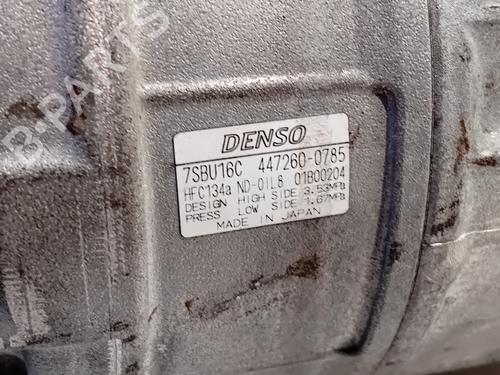 B-PARTS
DENSO
7SBU16C 447260-0785
HFC134a ND-OIL8 01B00204
DESIGN HIGH SIDE 3.53MPa
PRESS LOW SIDE 1.67MPa
MADE IN JAPAN